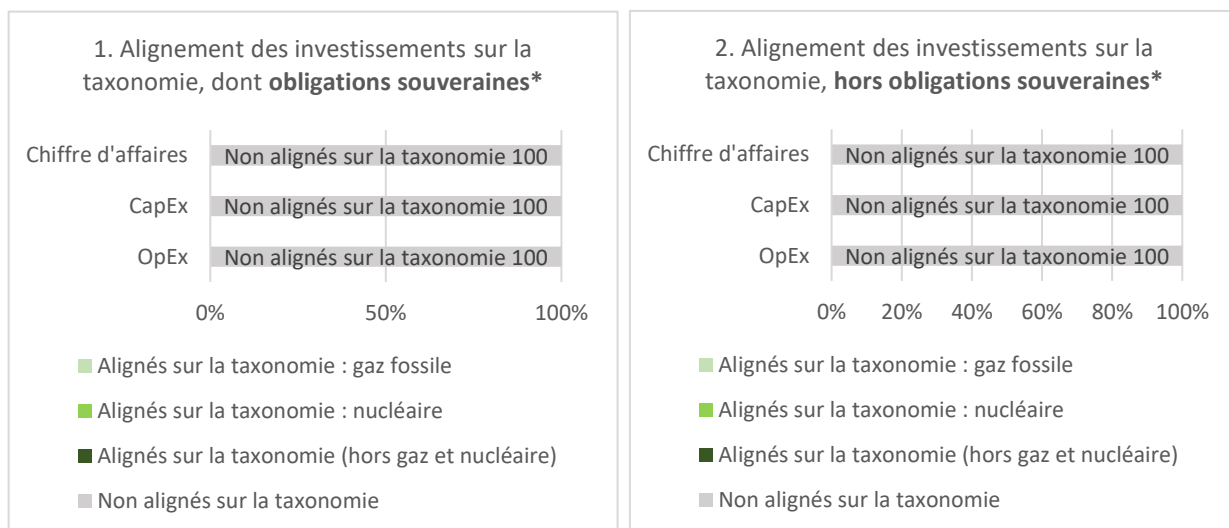 1. Alignement des investissements sur la
taxonomie, dont obligations souveraines*
Chiffre d'affaires
Non alignés sur la taxonomie 100
CapEx
Non alignés sur la taxonomie 100
OpEx
Non alignés sur la taxonomie 100
0% 50% 100%
Alignés sur la taxonomie : gaz fossile
Alignés sur la taxonomie : nucléaire
Alignés sur la taxonomie (hors gaz et nucléaire)
Non alignés sur la taxonomie
2. Alignement des investissements sur la
taxonomie, hors obligations souveraines*
Chiffre d'affaires
Non alignés sur la taxonomie 100
CapEx
Non alignés sur la taxonomie 100
OpEx
Non alignés sur la taxonomie 100
0% 20% 40% 60% 80% 100%
Alignés sur la taxonomie : gaz fossile
Alignés sur la taxonomie : nucléaire
Alignés sur la taxonomie (hors gaz et nucléaire)
Non alignés sur la taxonomie